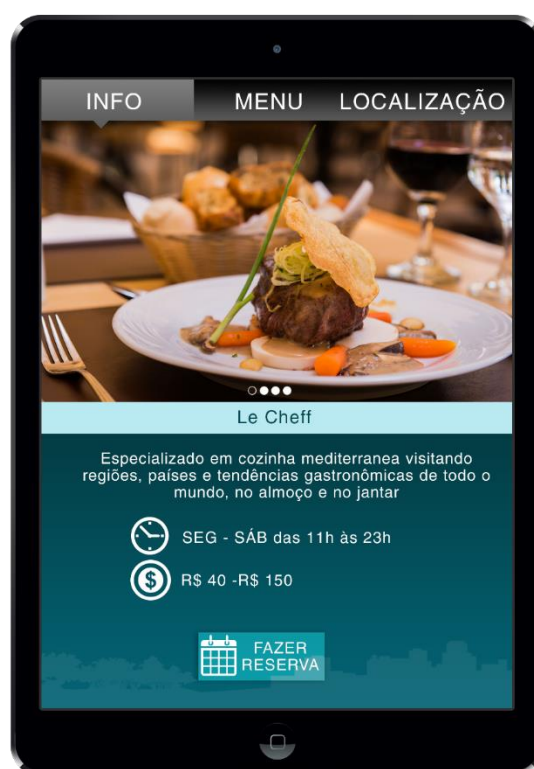 INFO MENU LOCALIZAÇÃO
Le Cheff
Especializado em cozinha mediterranea visitando
regiões, países e tendências gastronômicas de todo o
mundo, no almoço e no jantar
SEG - SÁB das 11h às 23h
R$ 40 -R$ 150
FAZER
RESERVA